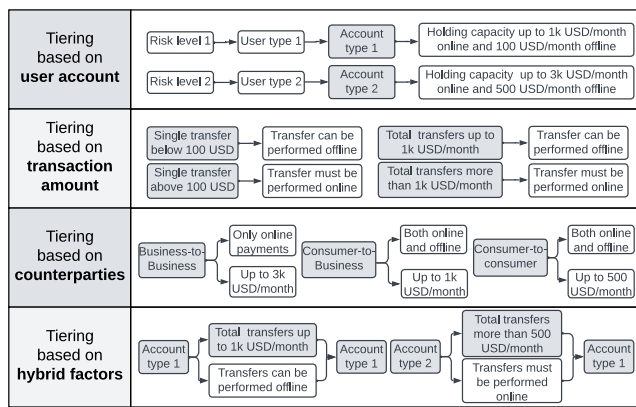 Tiering
based on
user account
Risk level 1
User type 1
Account
type 1
Holding capacity up to 1k USD/month
online and 100 USD/month offline
Risk level 2
User type 2
Account
type 2
Holding capacity up to 3k USD/month
online and 500 USD/month offline
Tiering
based on
transaction
amount
Single transfer
below 100 USD
Transfer can be
performed offline
Total transfers up to
1k USD/month
Transfer can be
performed offline
Single transfer
above 100 USD
Transfer must be
performed online
Total transfers more
than 1k USD/month
Transfer must be
performed online
Tiering
based on
counterparties
Business-to-
Business
Only online
payments
Up to 3k
USD/month
Consumer-to-
Business
Both online
and offline
Up to 1k
USD/month
Consumer-to-
consumer
Both online
and offline
Up to 500
USD/month
Tiering
based on
hybrid factors
Account
type 1
Total transfers up
to 1k USD/month
Transfers can be
performed offline
Account
type 1
Account
type 2
Total transfers
more than 500
USD/month
Transfers must
be performed
online
Account
type 1